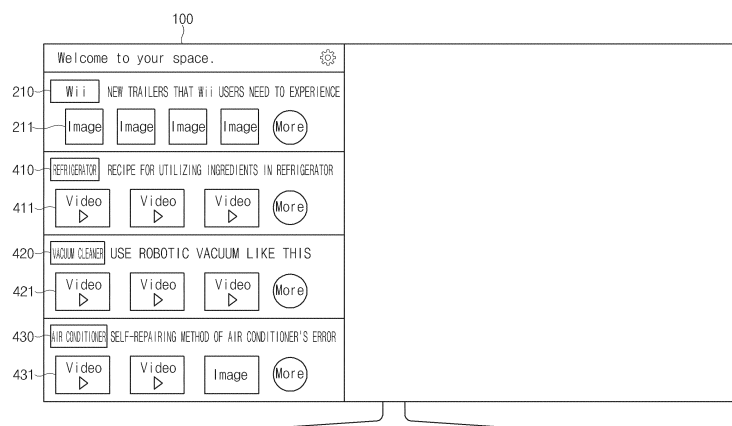 100
Welcome to your space.
210 Wii NEW TRAILERS THAT Wii USERS NEED TO EXPERIENCE
211 Image Image Image Image More
410 REFRIGERATOR RECIPE FOR UTILIZING INGREDIENTS IN REFRIGERATOR
411 Video Video Video More
420 VACUUM CLEANER USE ROBOTIC VACUUM LIKE THIS
421 Video Video Video More
430 AIR CONDITIONER SELF-REPAIRING METHOD OF AIR CONDITIONER'S ERROR
431 Video Video Image More